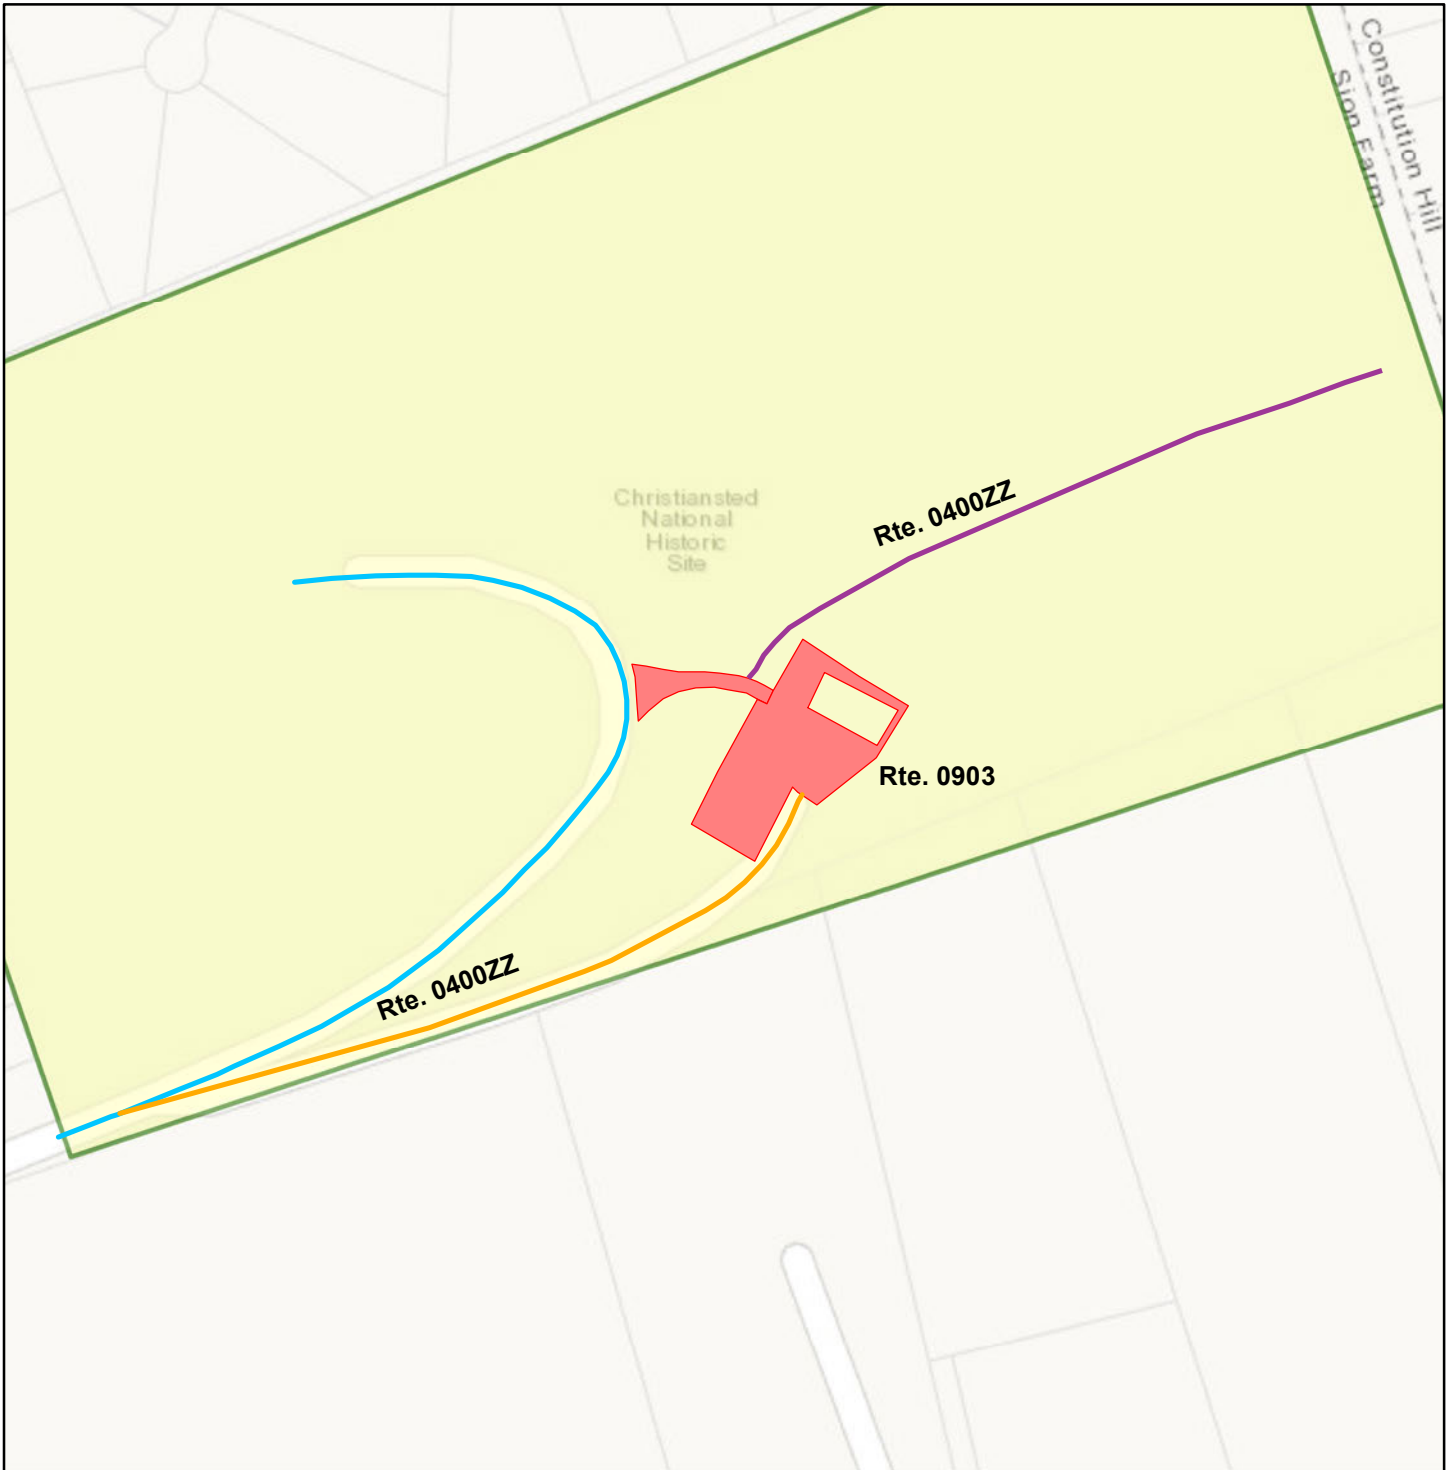 Constitution Hill
Sion Farm
Rte. 0400ZZ
Christiansted
National
Historic
Site
Rte. 0903
Rte. 0400ZZ